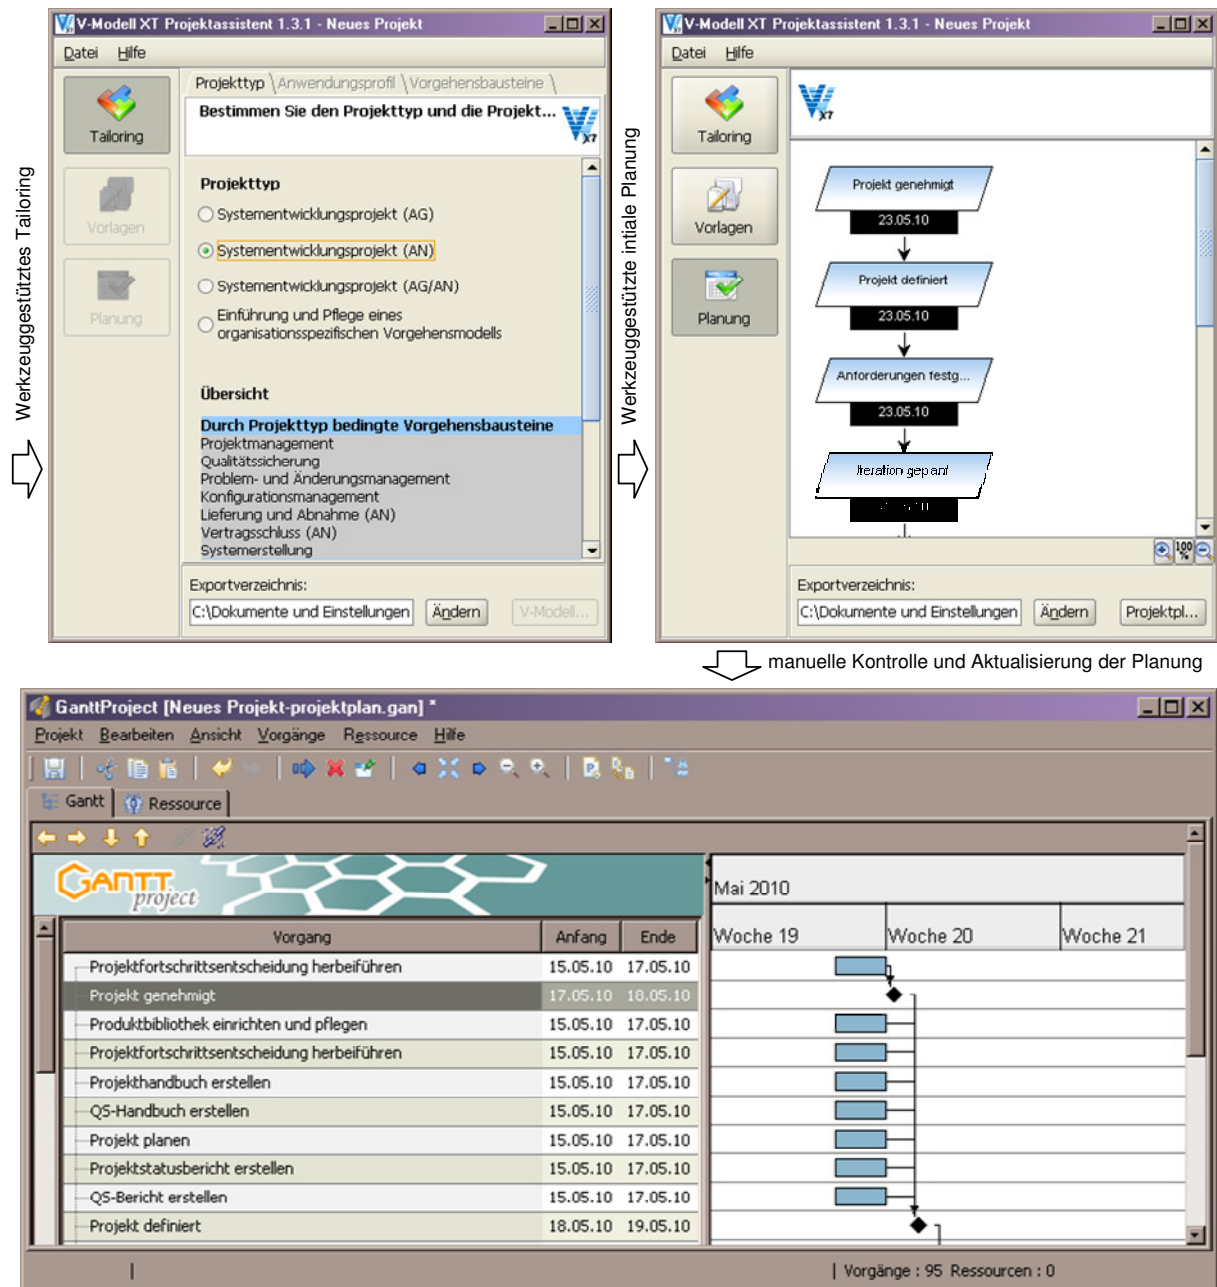 Werkzeuggestütztes Tailoring
V-Modell XT Projektassistent 1.3.1 - Neues Projekt
Datei Hilfe
Tailoring
Vorlagen
Planung
Projekttyp Anwendungsprofil Vorgehensbausteine
Bestimmen Sie den Projekttyp und die Projekt...
XT
Projekttyp
Systementwicklungsprojekt (AG)
Systementwicklungsprojekt (AN)
Systementwicklungsprojekt (AG/AN)
Einführung und Pflege eines
organisationsspezifischen Vorgehensmodells
Übersicht
Durch Projekttyp bedingte Vorgehensbausteine
Projektmanagement
Qualitätssicherung
Problem- und Änderungsmanagement
Konfigurationsmanagement
Lieferung und Abnahme (AN)
Vertragsschluss (AN)
Systemerstellung
Exportverzeichnis:
C:\Dokumente und Einstellungen Ändern V-Modell...
Werkzeuggestützte intiale Planung
V-Modell XT Projektassistent 1.3.1 - Neues Projekt
Datei Hilfe
Tailoring
Vorlagen
Planung
XT
Projekt genehmigt
23.05.10
Projekt definiert
23.05.10
Anforderungen festg...
23.05.10
Iteration gepant
100
%
Exportverzeichnis:
C:\Dokumente und Einstellungen Ändern Projektpl...
manuelle Kontrolle und Aktualisierung der Planung
GanttProject [Neues Projekt-projektplan.gan] *
Projekt Bearbeiten Ansicht Vorgänge Ressource Hilfe
Gantt Ressource
GANTT
project
Mai 2010
Vorgang Anfang Ende Woche 19 Woche 20 Woche 21
Projektfortschrittsentscheidung herbeiführen 15.05.10 17.05.10
Projekt genehmigt 17.05.10 18.05.10
Produktbibliothek einrichten und pflegen 15.05.10 17.05.10
Projektfortschrittsentscheidung herbeiführen 15.05.10 17.05.10
Projekthandbuch erstellen 15.05.10 17.05.10
QS-Handbuch erstellen 15.05.10 17.05.10
Projekt planen 15.05.10 17.05.10
Projektstatusbericht erstellen 15.05.10 17.05.10
QS-Bericht erstellen 15.05.10 17.05.10
Projekt definiert 18.05.10 19.05.10
Vorgänge : 95 Ressourcen : 0